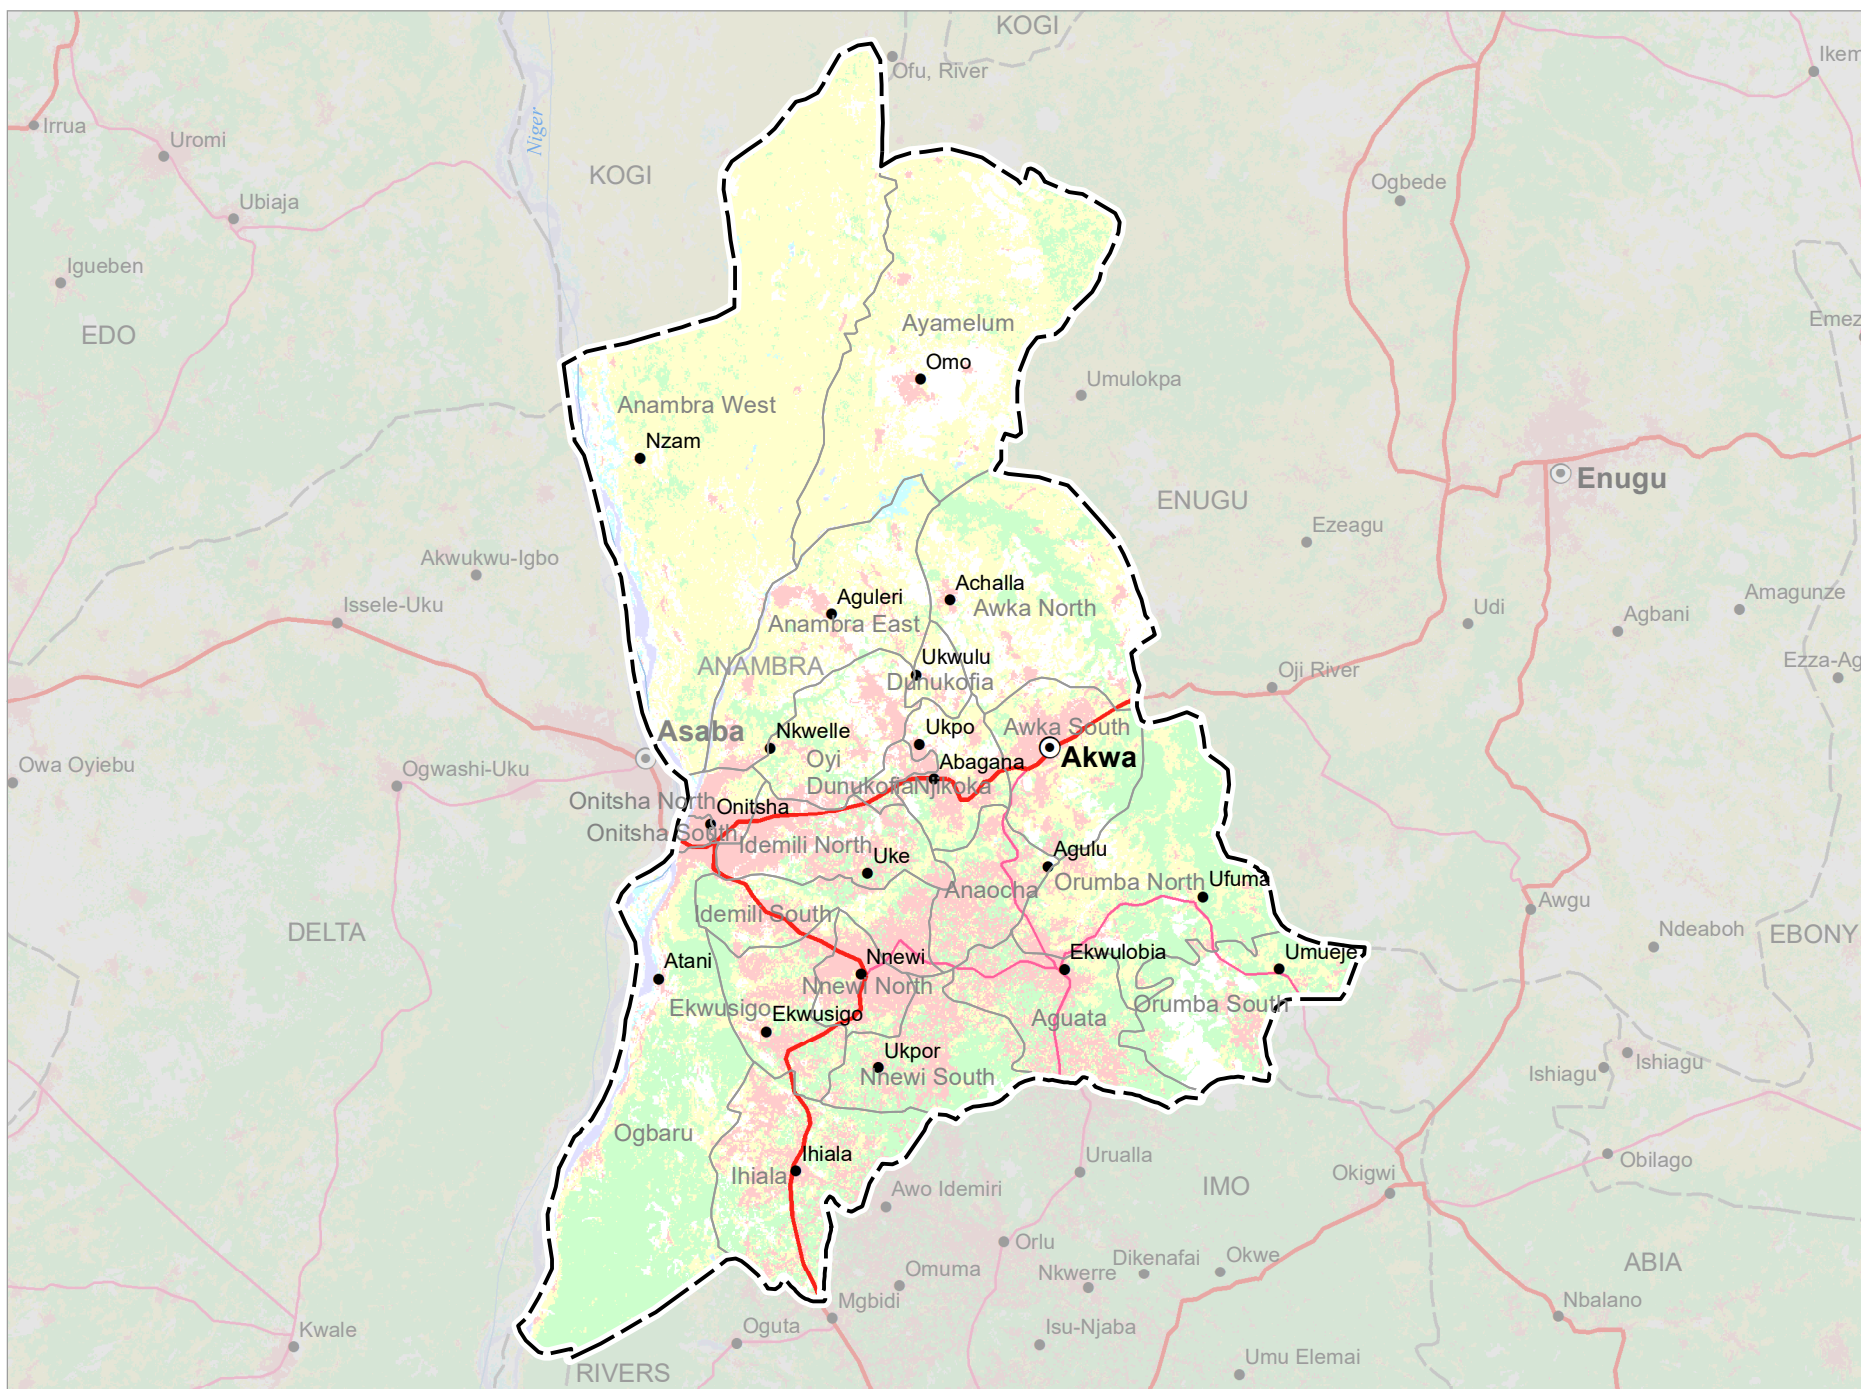 KOGI
Ofu, River
Ikem
Irrua
Niger
Uromi
KOGI
Ogbede
Ubiaja
Igueben
EDO
Ayamelum
Emez
Omo
Umulokpa
Anambra West
Nzam
Enugu
ENUGU
Ezeagu
Akwukwu-Igbo
Achalla
Aguleri
Awka North
Issele-Uku
Anambra East
Udi
Agbani
Amagunze
Ukwulu
ANAMBRA
Dunukofia
Oji River
Ezza-Ag
Asaba
Nkwelle
Ukpo
Awka South
Akwa
Owa Oyiebu
Ogwashi-Uku
Oyi
Abagana
Dunukofia
Njikoka
Onitsha North
Onitsha
Onitsha South
Idemili North
Uke
Agulu
Anaocha
Orumba North
Ufuma
Awgu
Idemili South
DELTA
Ndeaboh
EBONY
Atani
Nnewi
Ekwulobia
Umueje
Nnewi North
Ekwusigo
Ekwusigo
Aguata
Orumba South
Ukpor
Nnewi South
Ishiagu
Ishiagu
Ogbaru
Ihiala
Ihiala
Urualla
Okigwi
Obilago
Awo Idemiri
IMO
Orlu
Dikenafai
Okwe
Omuma
Nkwerre
ABIA
Mgbidi
Nbalano
Kwale
Oguta
Isu-Njaba
Umu Elemai
RIVERS